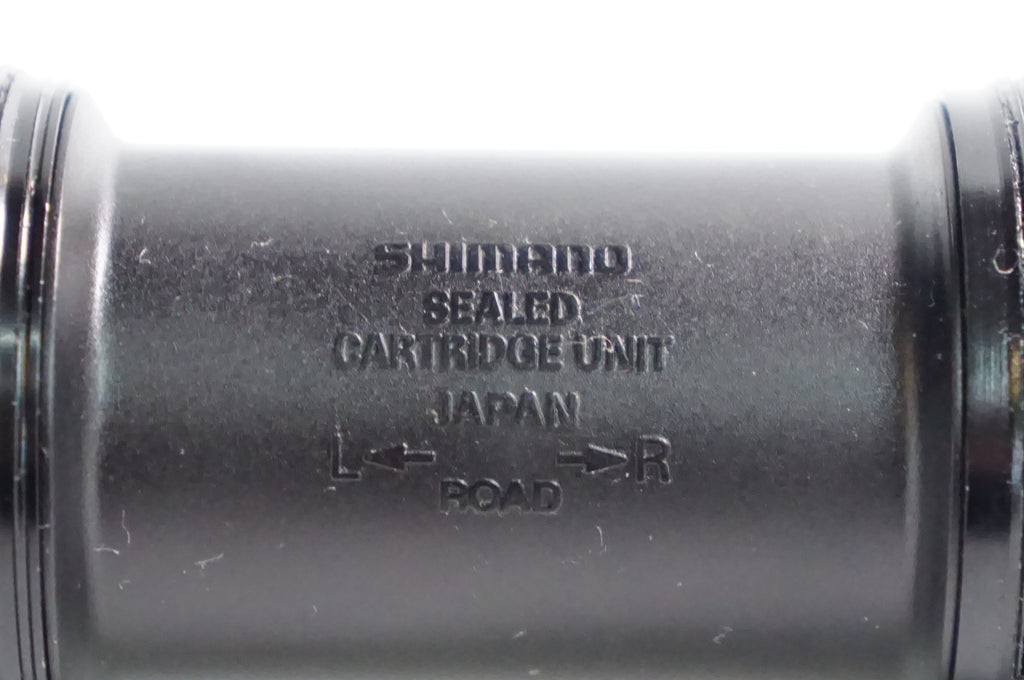 SHIMANO
SEALED
CARTRIDGE UNIT
JAPAN
L ← → R
ROAD